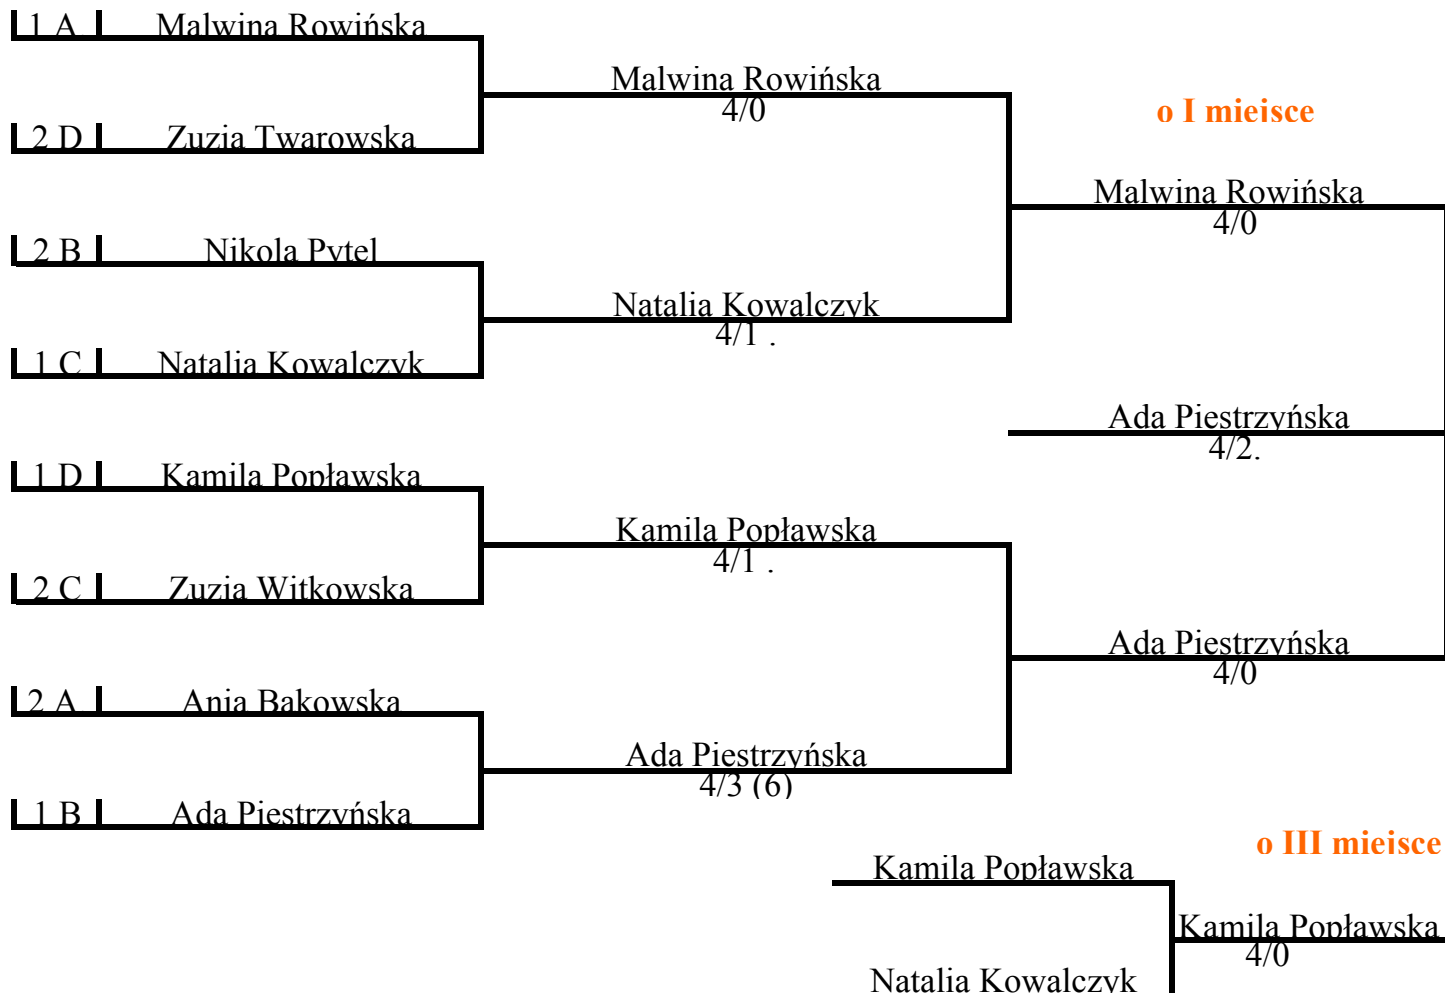 1 A Malwina Rowińska
Malwina Rowińska
4/0
o I miejsce
2 D Zuzia Twarowska
Malwina Rowińska
4/0
2 B Nikola Pytel
Natalia Kowalczyk
4/1 .
1 C Natalia Kowalczyk
Ada Piestrzyńska
4/2.
1 D Kamila Popławska
Kamila Popławska
4/1 .
2 C Zuzia Witkowska
Ada Piestrzyńska
4/0
2 A Ania Bakowska
Ada Piestrzyńska
4/3 (6)
1 B Ada Piestrzyńska
o III miejsce
Kamila Popławska
Kamila Popławska
4/0
Natalia Kowalczyk